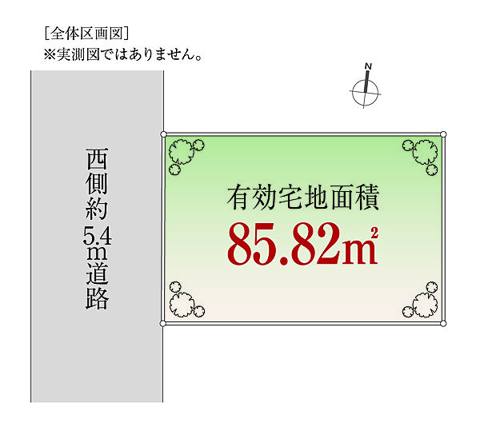 ［全体区画図］
※実測図ではありません。
N
西側約5.4m道路
有効宅地面積
85.82㎡